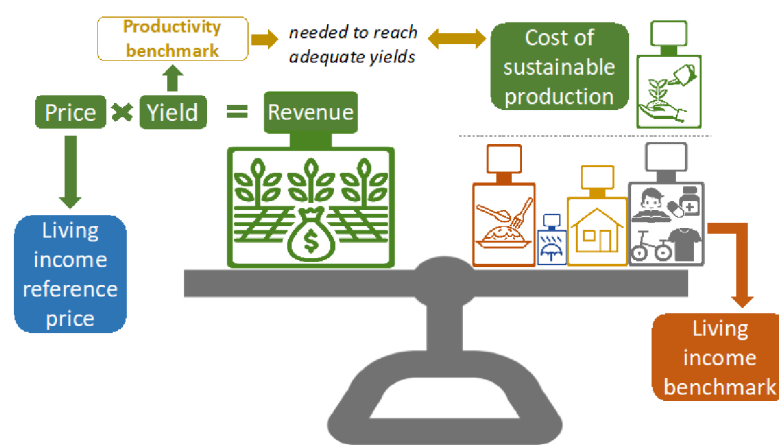 Productivity
benchmark
needed to reach
adequate yields
Cost of
sustainable
production
Price × Yield = Revenue
$
Living
income
reference
price
Living
income
benchmark